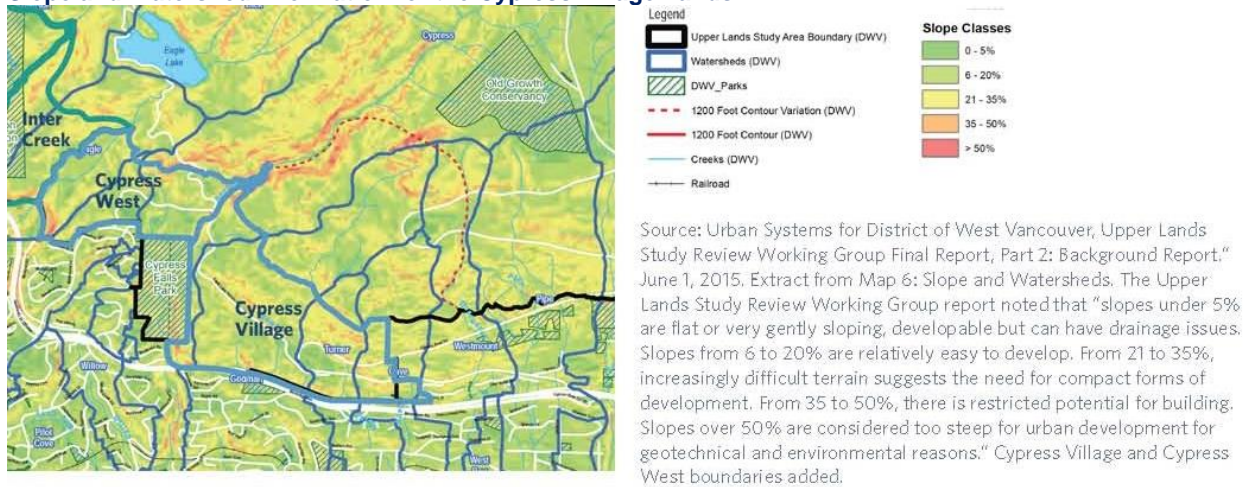 Legend
Upper Lands Study Area Boundary (DWV)
Watersheds (DWV)
DWV_Parks
1200 Foot Contour Variation (DWV)
1200 Foot Contour (DWV)
Creeks (DWV)
Railroad
Slope Classes
0 - 5%
6 - 20%
21 - 35%
35 - 50%
> 50%
Eagle
Lake
Cypress
Old Growth
Conservancy
Inter
Creek
Cypress
West
Cypress
Falls
Park
Cypress
Village
Pipe
Turner
Westmount
Cave
Willow
Godman
Pilot
Cove
West
Source: Urban Systems for District of West Vancouver, Upper Lands
Study Review Working Group Final Report, Part 2: Background Report.“
June 1, 2015. Extract from Map 6: Slope and Watersheds. The Upper
Lands Study Review Working Group report noted that “slopes under 5%
are flat or very gently sloping, developable but can have drainage issues.
Slopes from 6 to 20% are relatively easy to develop. From 21 to 35%,
increasingly difficult terrain suggests the need for compact forms of
development. From 35 to 50%, there is restricted potential for building.
Slopes over 50% are considered too steep for urban development for
geotechnical and environmental reasons.” Cypress Village and Cypress
West boundaries added.